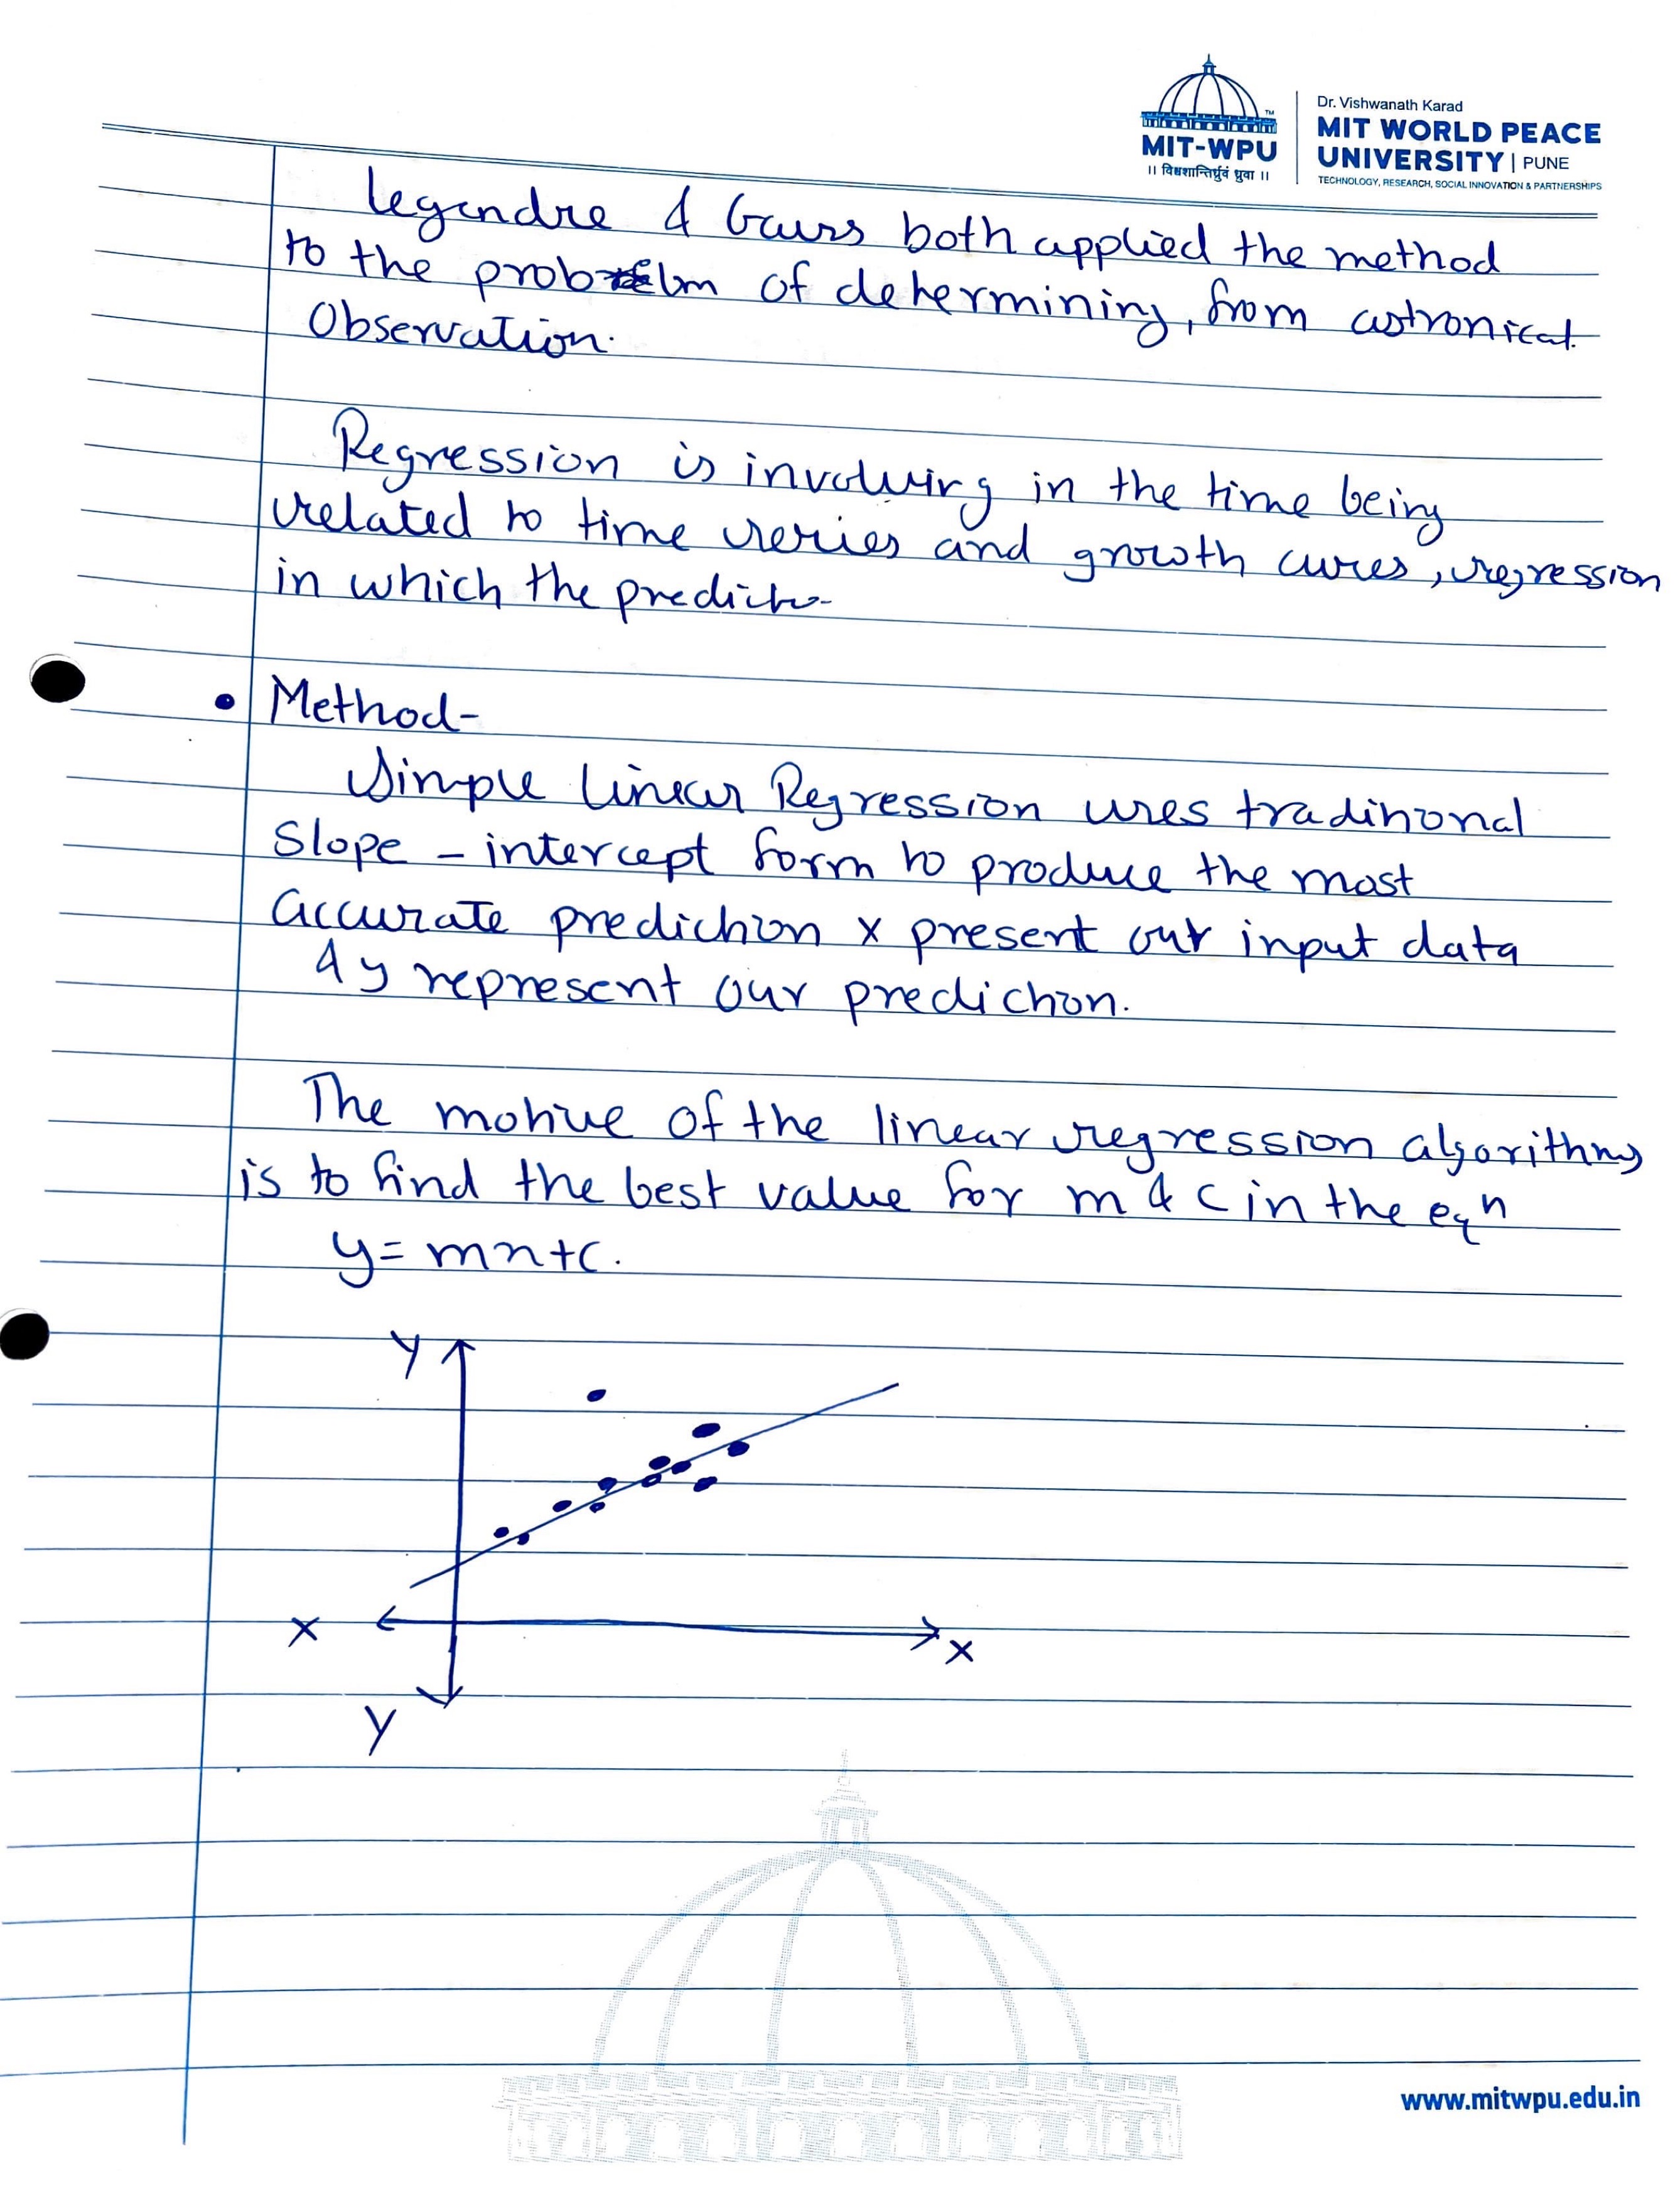 Dr. Vishwanath Karad
MIT WORLD PEACE
UNIVERSITY | PUNE
TECHNOLOGY, RESEARCH, SOCIAL INNOVATION & PARTNERSHIPS
MIT-WPU
TM
॥ विश्वशान्तिर्ध्रुवं ध्रुवा ॥
Legendre & Gauss both applied the method
to the problem of determining, from astronical
Observation.
Regression is involving in the time being
related to time series and growth cures, regression
in which the predictor
• Method-
Simple linear Regression uses traditional
Slope - intercept form to produce the most
accurate prediction x present our input data
& y represent our prediction.
The motive of the linear regression algorithms
is to find the best value for m & c in the eqn
y = mx+c.
Y
X
X
Y
www.mitwpu.edu.in